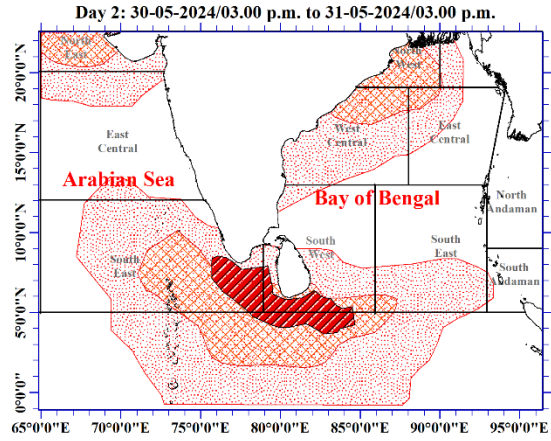 Day 2: 30-05-2024/03.00 p.m. to 31-05-2024/03.00 p.m.
North
East
South
West
20°0'0"N
East
Central
West
Central
East
Central
15°0'0"N
Arabian Sea
Bay of Bengal
North
Andaman
10°0'0"N
South
East
South
West
South
East
South
Andaman
5°0'0"N
0°0'0"
65°0'0"E 70°0'0"E 75°0'0"E 80°0'0"E 85°0'0"E 90°0'0"E 95°0'0"E